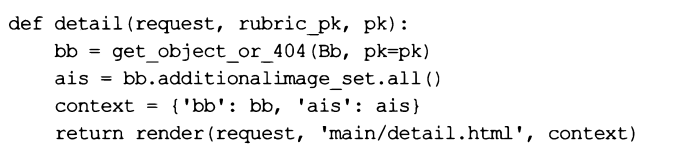 def detail(request, rubric_pk, pk):
    bb = get_object_or_404(Bb, pk=pk)
    ais = bb.additionalimage_set.all()
    context = {'bb': bb, 'ais': ais}
    return render(request, 'main/detail.html', context)